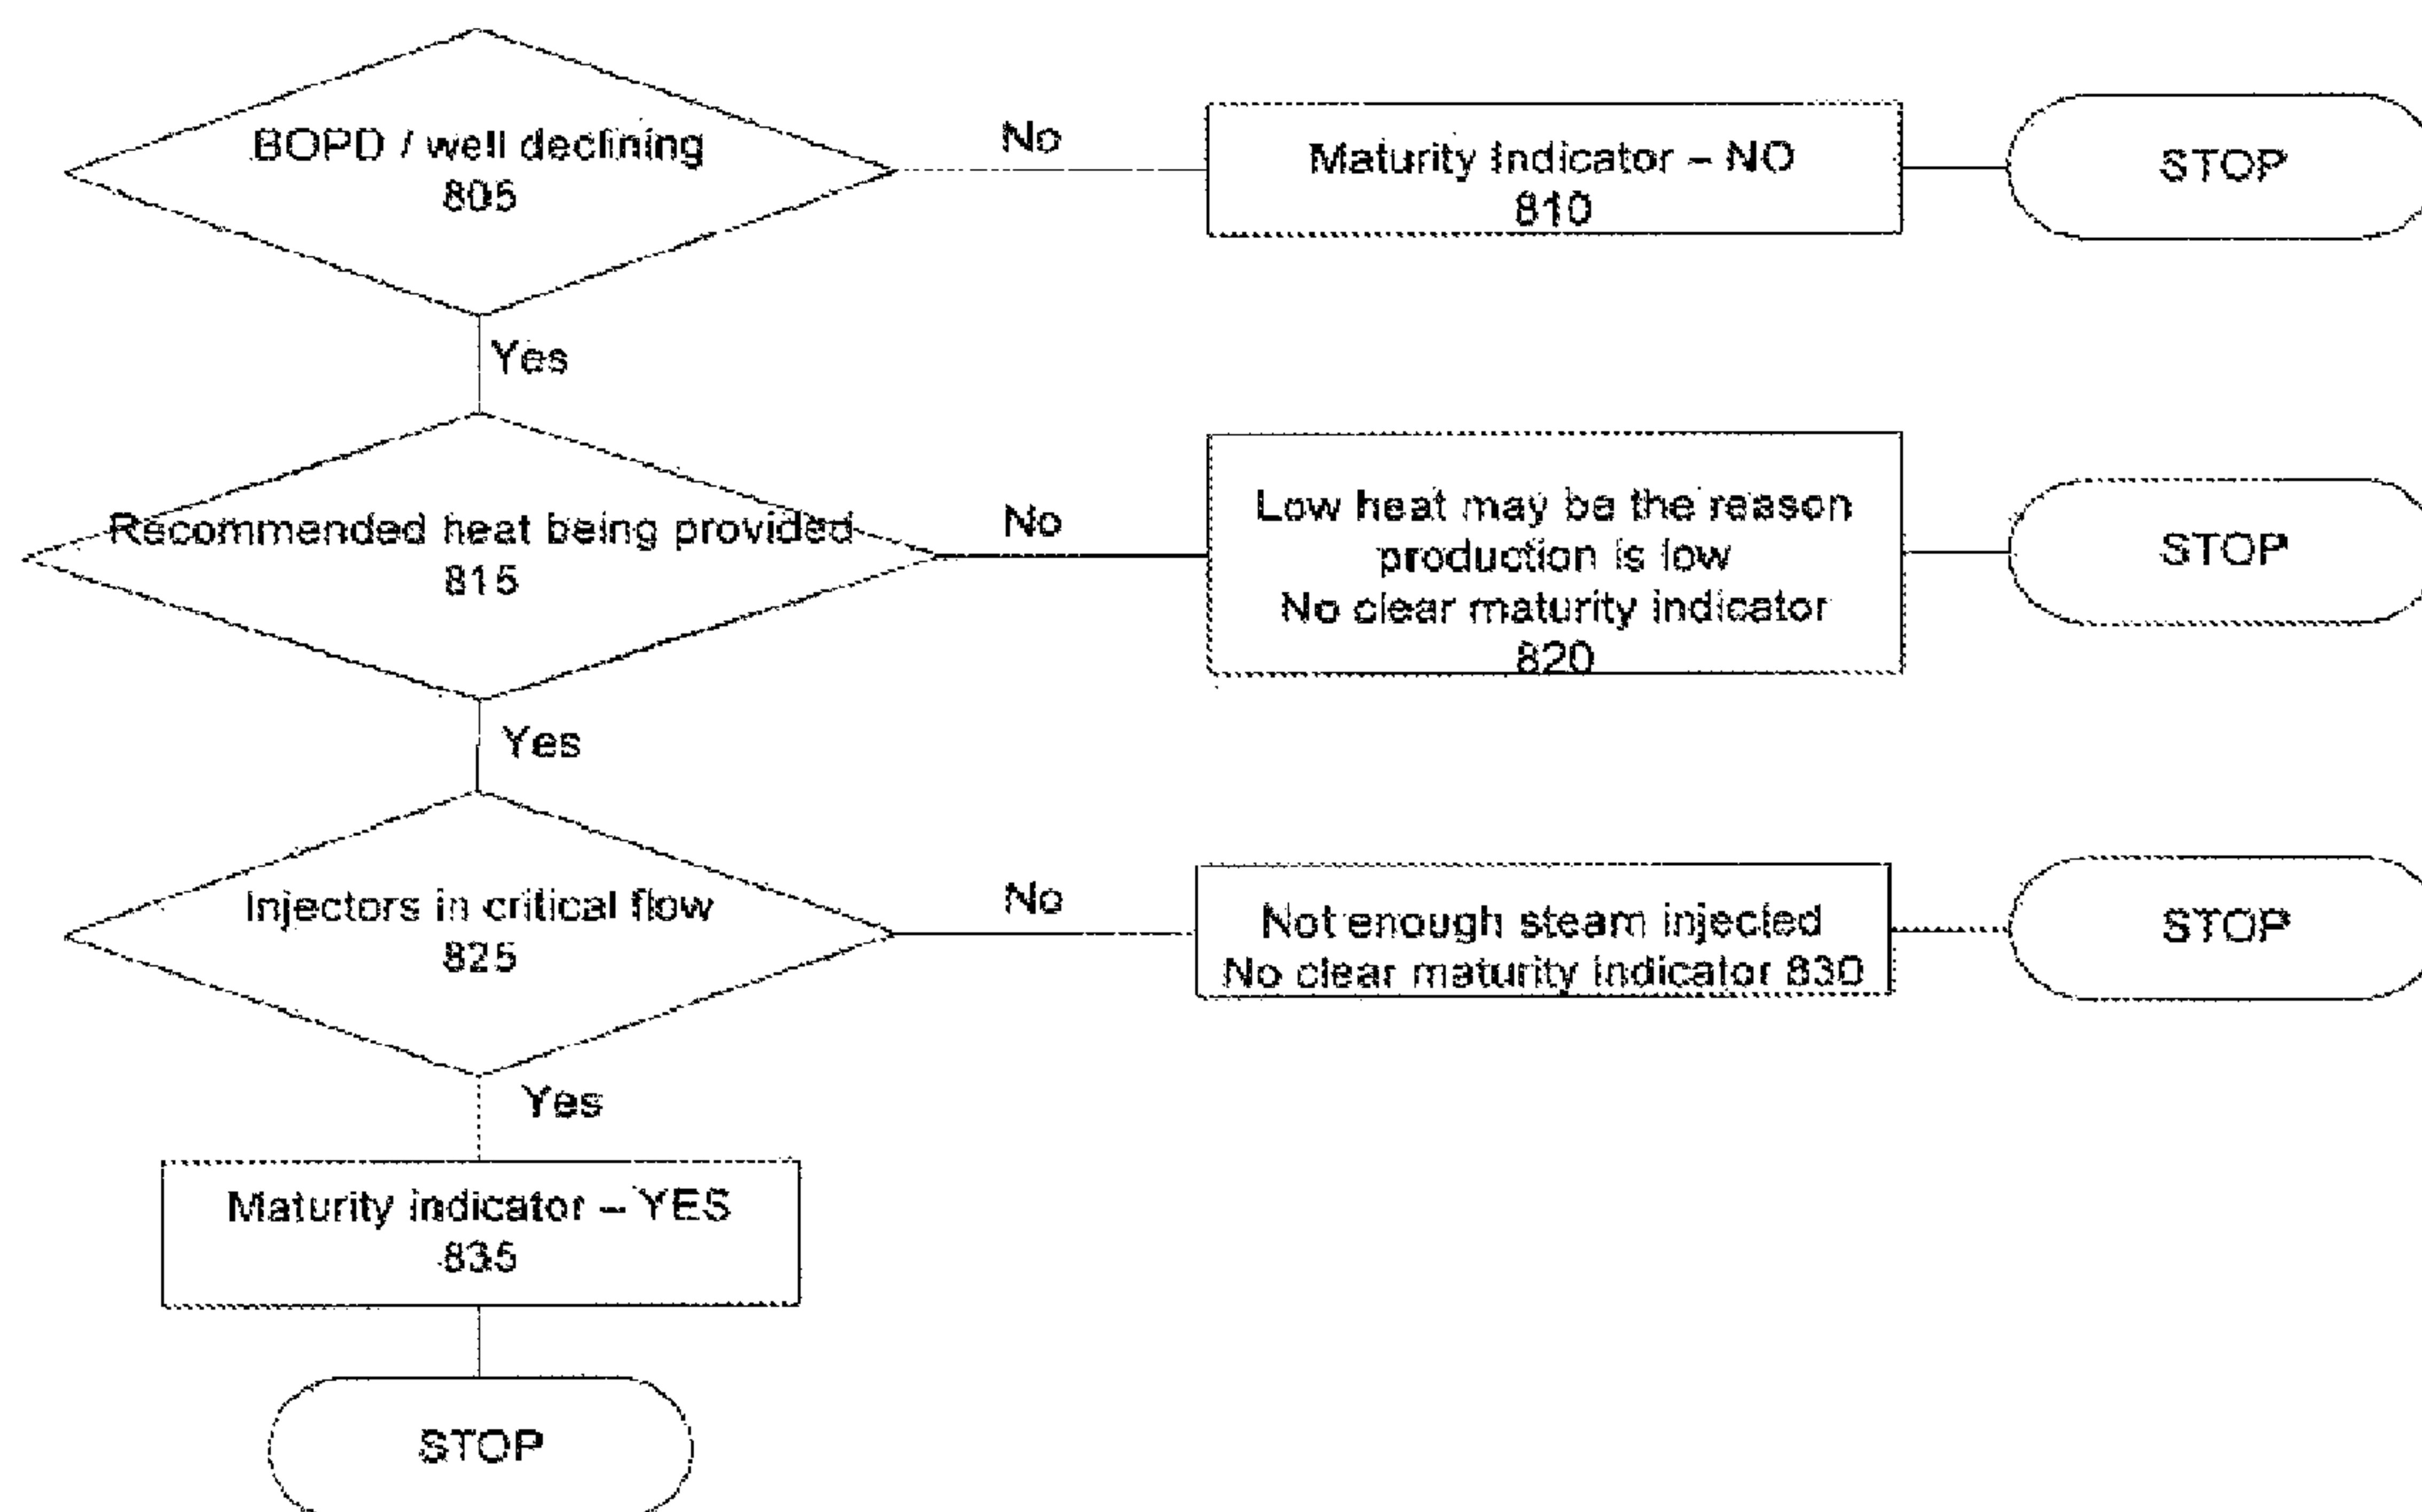 BOPD / well declining
805
No
Maturity Indicator – NO
810
STOP
Yes
Recommended heat being provided
815
No
Low heat may be the reason
production is low
No clear maturity indicator
820
STOP
Yes
Injectors in critical flow
825
No
Not enough steam injected
No clear maturity indicator 830
STOP
Yes
Maturity indicator – YES
835
STOP